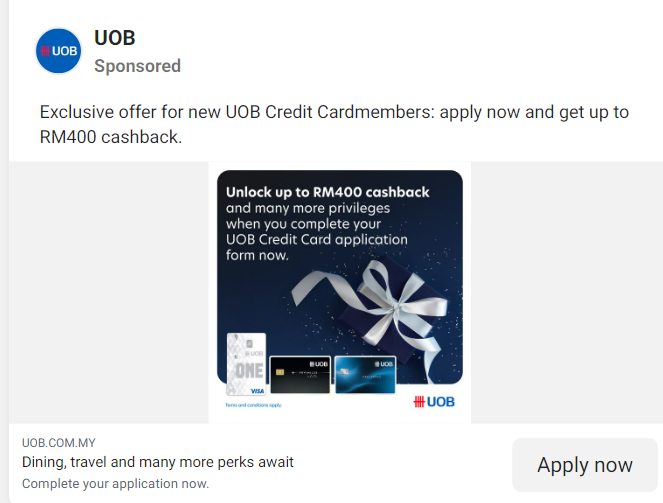 UOB
UOB
Sponsored
Exclusive offer for new UOB Credit Cardmembers: apply now and get up to
RM400 cashback.
Unlock up to RM400 cashback
and many more privileges
when you complete your
UOB Credit Card application
form now.
UOB
ONE
VISA
UOB
UOB
Terms and conditions apply.
UOB
UOB.COM.MY
Dining, travel and many more perks await
Complete your application now.
Apply now